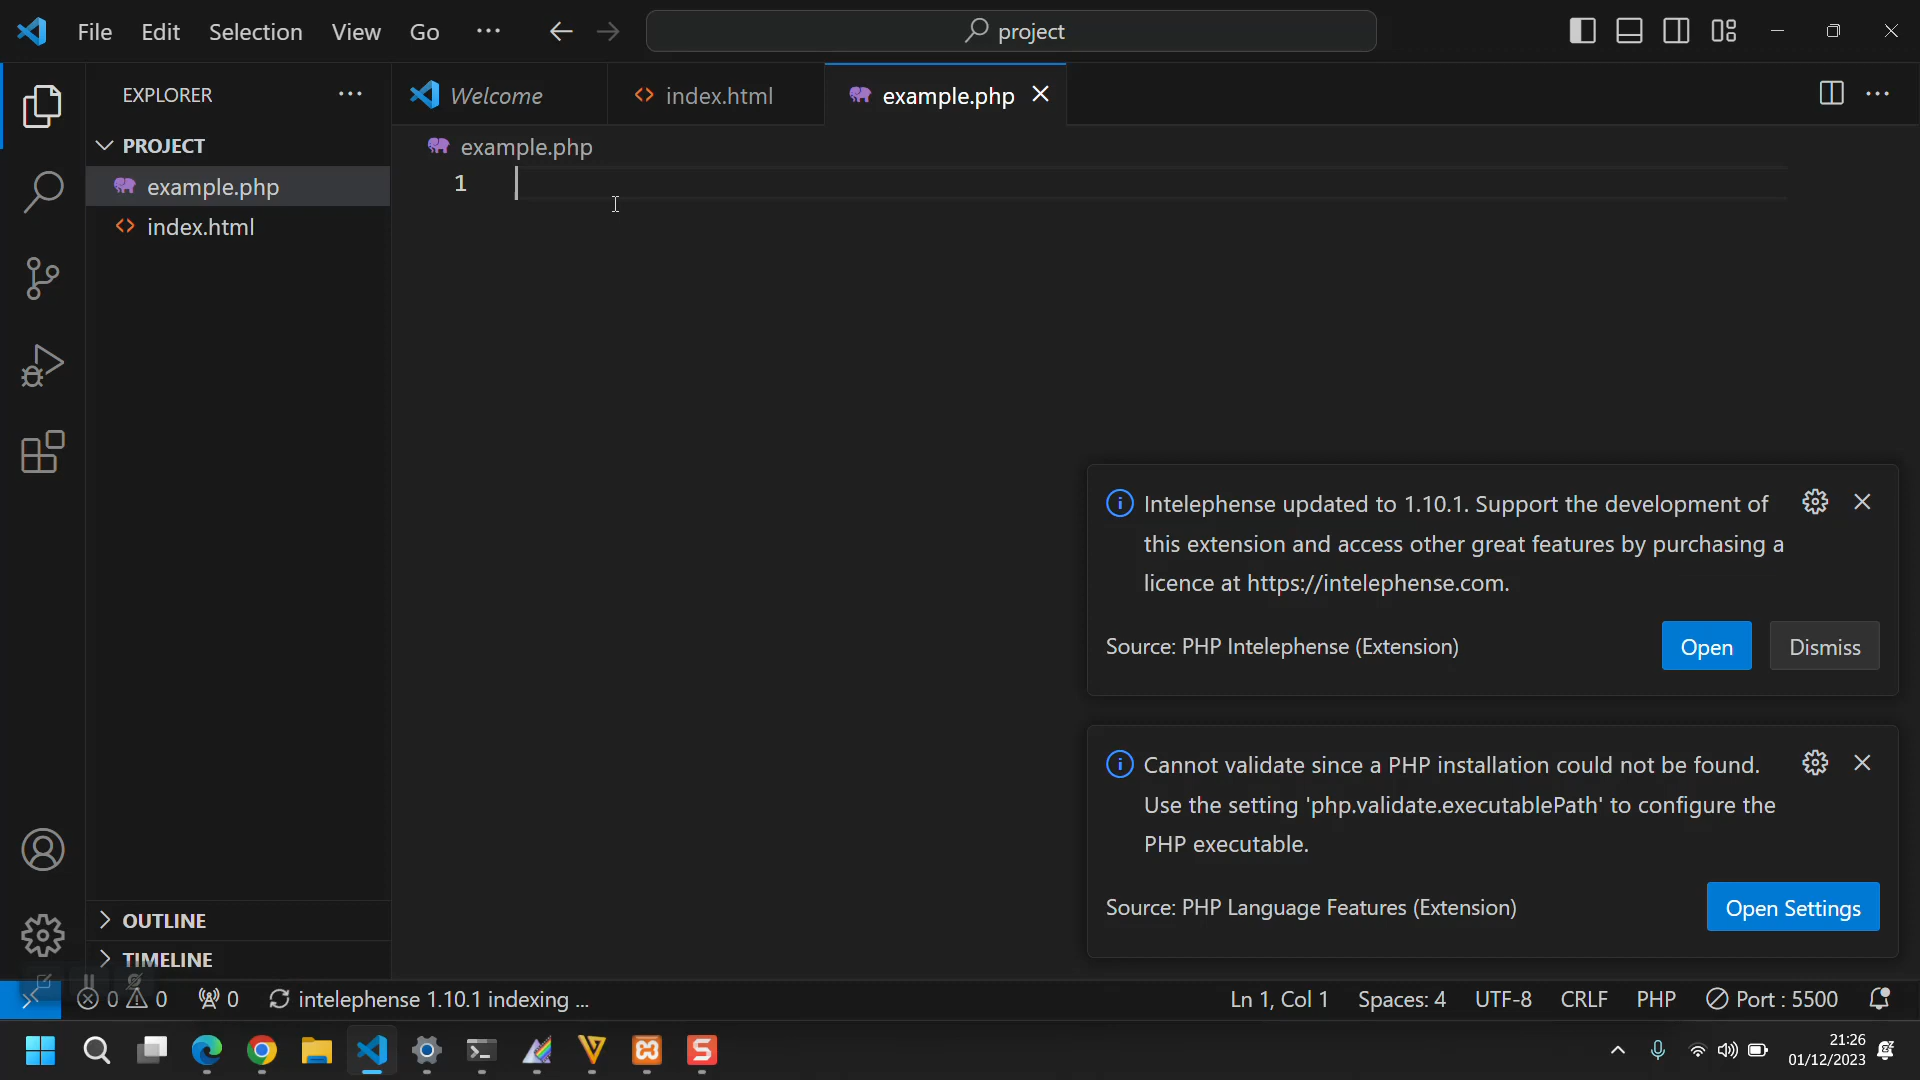 File Edit Selection View Go ··· project
EXPLORER ···
Welcome
index.html
example.php
PROJECT
example.php
index.html
example.php
1
Intelephense updated to 1.10.1. Support the development of
this extension and access other great features by purchasing a
licence at https://intelephense.com.
Source: PHP Intelephense (Extension) Open Dismiss
Cannot validate since a PHP installation could not be found.
Use the setting 'php.validate.executablePath' to configure the
PHP executable.
Source: PHP Language Features (Extension) Open Settings
OUTLINE
TIMELINE
0 0 0 intelephense 1.10.1 indexing ... Ln 1, Col 1 Spaces: 4 UTF-8 CRLF PHP Port : 5500
21:26
01/12/2023